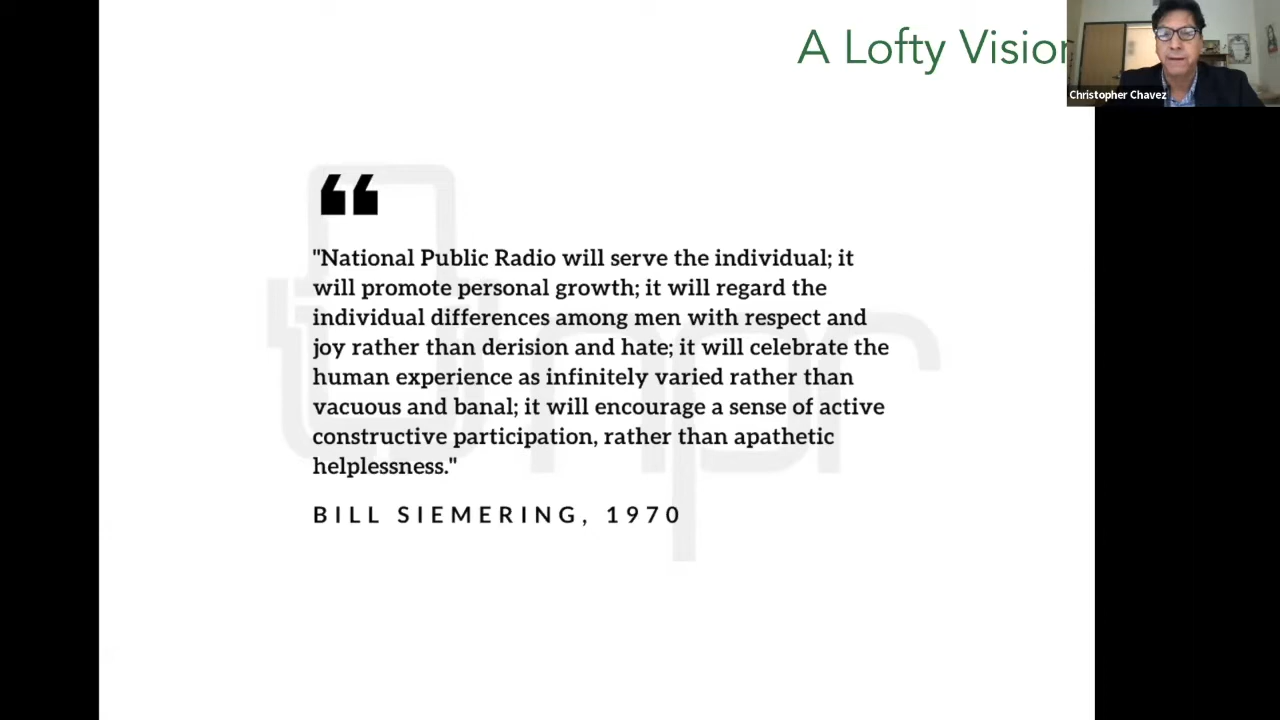 A Lofty Vision
Christopher Chavez
"National Public Radio will serve the individual; it
will promote personal growth; it will regard the
individual differences among men with respect and
joy rather than derision and hate; it will celebrate the
human experience as infinitely varied rather than
vacuous and banal; it will encourage a sense of active
constructive participation, rather than apathetic
helplessness."
BILL SIEMERING, 1970
npr